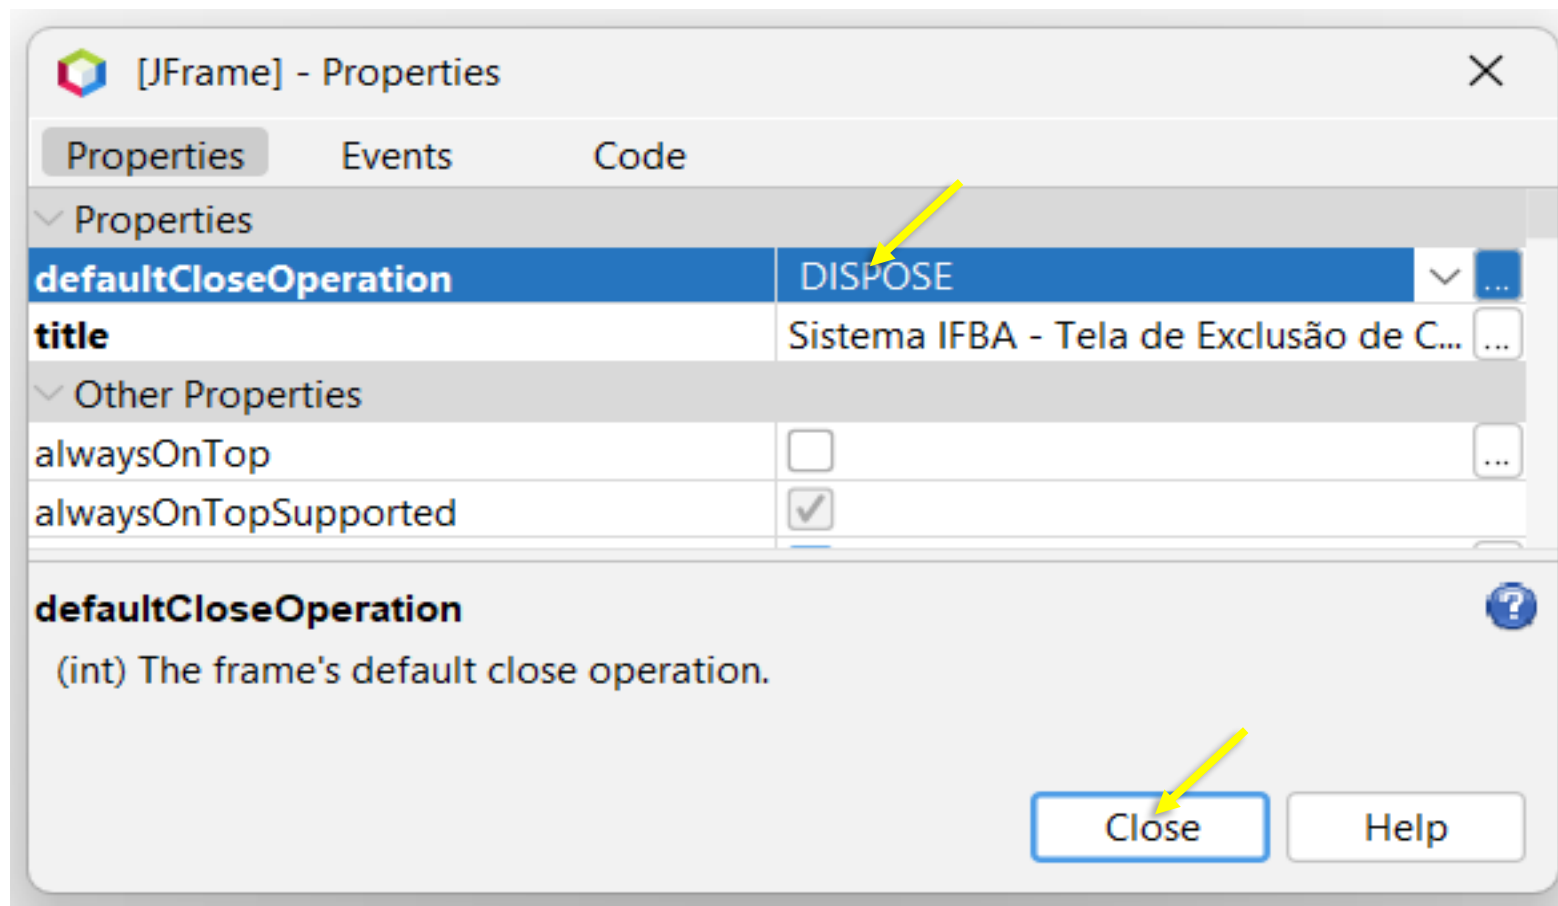 [JFrame] - Properties
Properties Events Code
Properties
defaultCloseOperation DISPOSE ...
title Sistema IFBA - Tela de Exclusão de C... ...
Other Properties
alwaysOnTop ...
alwaysOnTopSupported
defaultCloseOperation
?
(int) The frame's default close operation.
Close Help